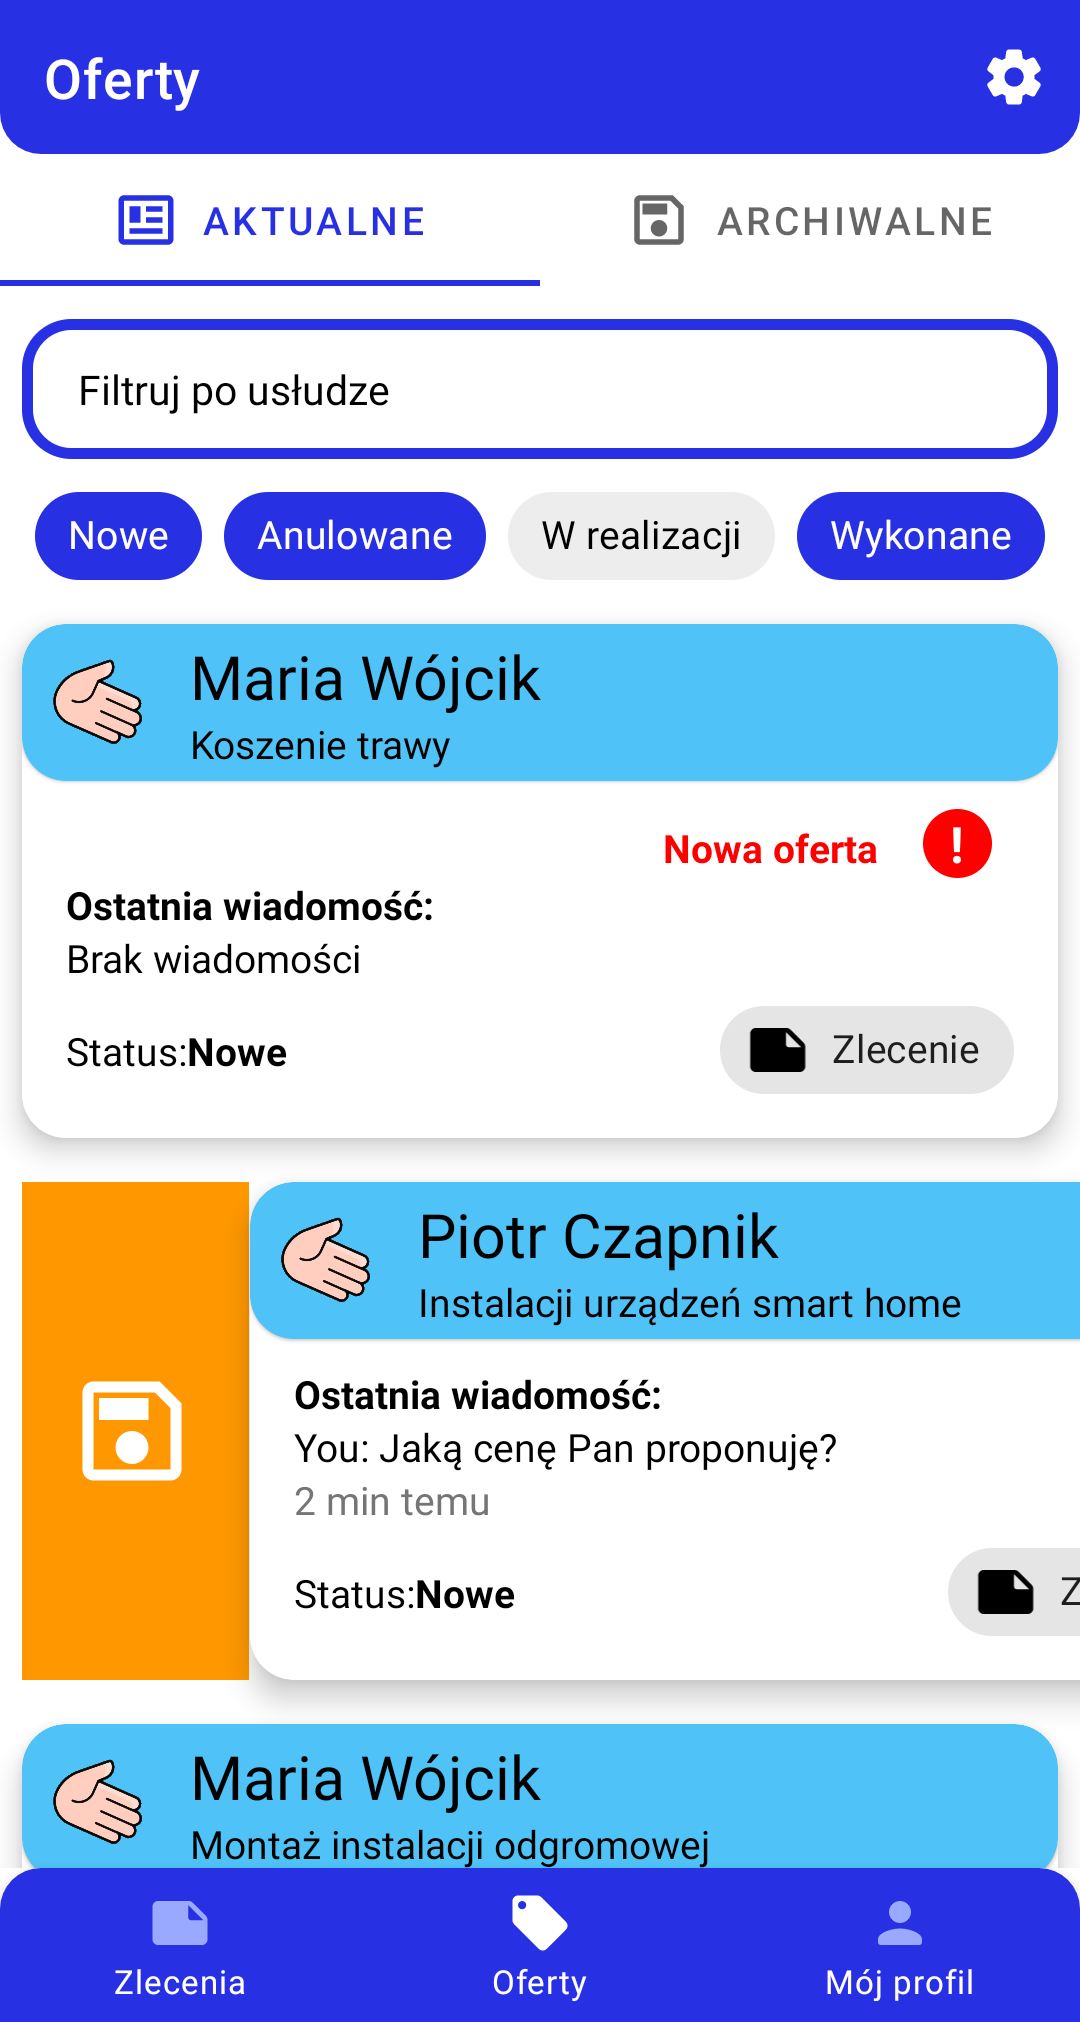 Oferty
AKTUALNE
ARCHIWALNE
Filtruj po usłudze
Nowe
Anulowane
W realizacji
Wykonane
Maria Wójcik
Koszenie trawy
Nowa oferta
Ostatnia wiadomość:
Brak wiadomości
Status:Nowe
Zlecenie
Piotr Czapnik
Instalacji urządzeń smart home
Ostatnia wiadomość:
You: Jaką cenę Pan proponuję?
2 min temu
Status:Nowe
Maria Wójcik
Montaż instalacji odgromowej
Zlecenia
Oferty
Mój profil